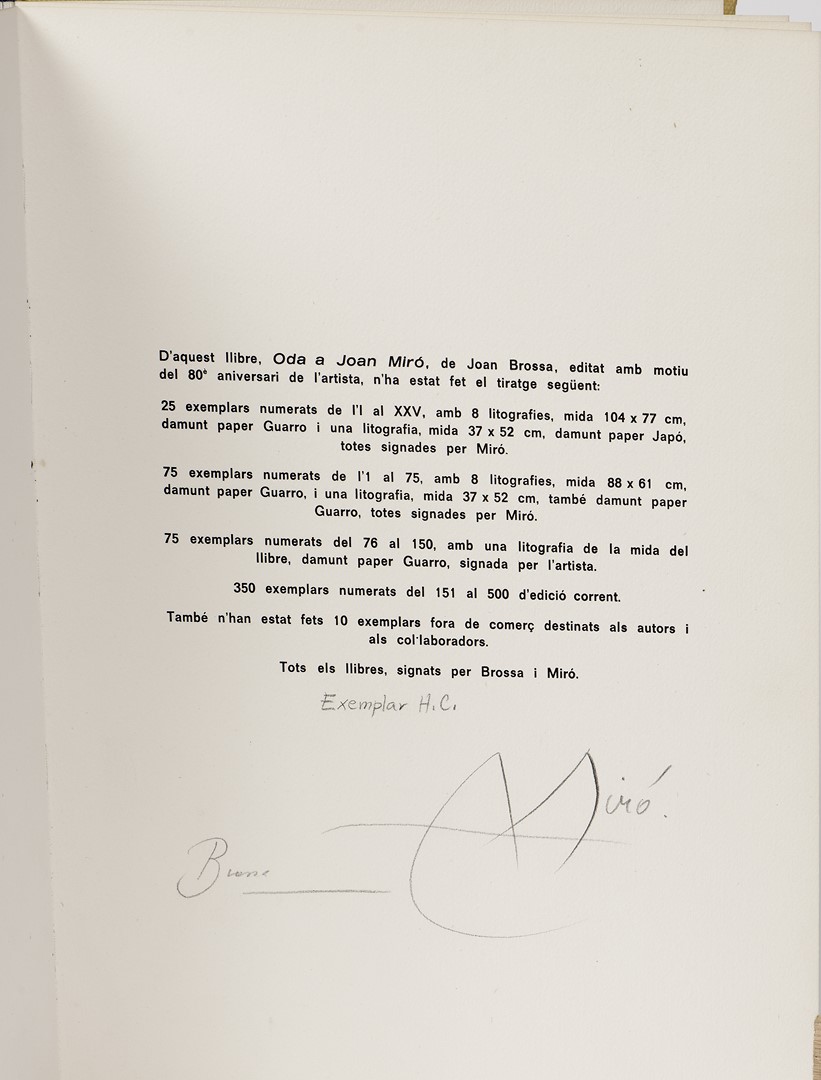 D'aquest llibre, Oda a Joan Miró, de Joan Brossa, editat amb motiu
del 80è aniversari de l'artista, n'ha estat fet el tiratge següent:
25 exemplars numerats de l'I al XXV, amb 8 litografies, mida 104 x 77 cm,
damunt paper Guarro i una litografia, mida 37 x 52 cm, damunt paper Japó,
totes signades per Miró.
75 exemplars numerats de l'1 al 75, amb 8 litografies, mida 88 x 61 cm,
damunt paper Guarro, i una litografia, mida 37 x 52 cm, també damunt paper
Guarro, totes signades per Miró.
75 exemplars numerats del 76 al 150, amb una litografia de la mida del
llibre, damunt paper Guarro, signada per l'artista.
350 exemplars numerats del 151 al 500 d'edició corrent.
També n'han estat fets 10 exemplars fora de comerç destinats als autors i
als col·laboradors.
Tots els llibres, signats per Brossa i Miró.
Exemplar H.C.
Miró.
Brossa